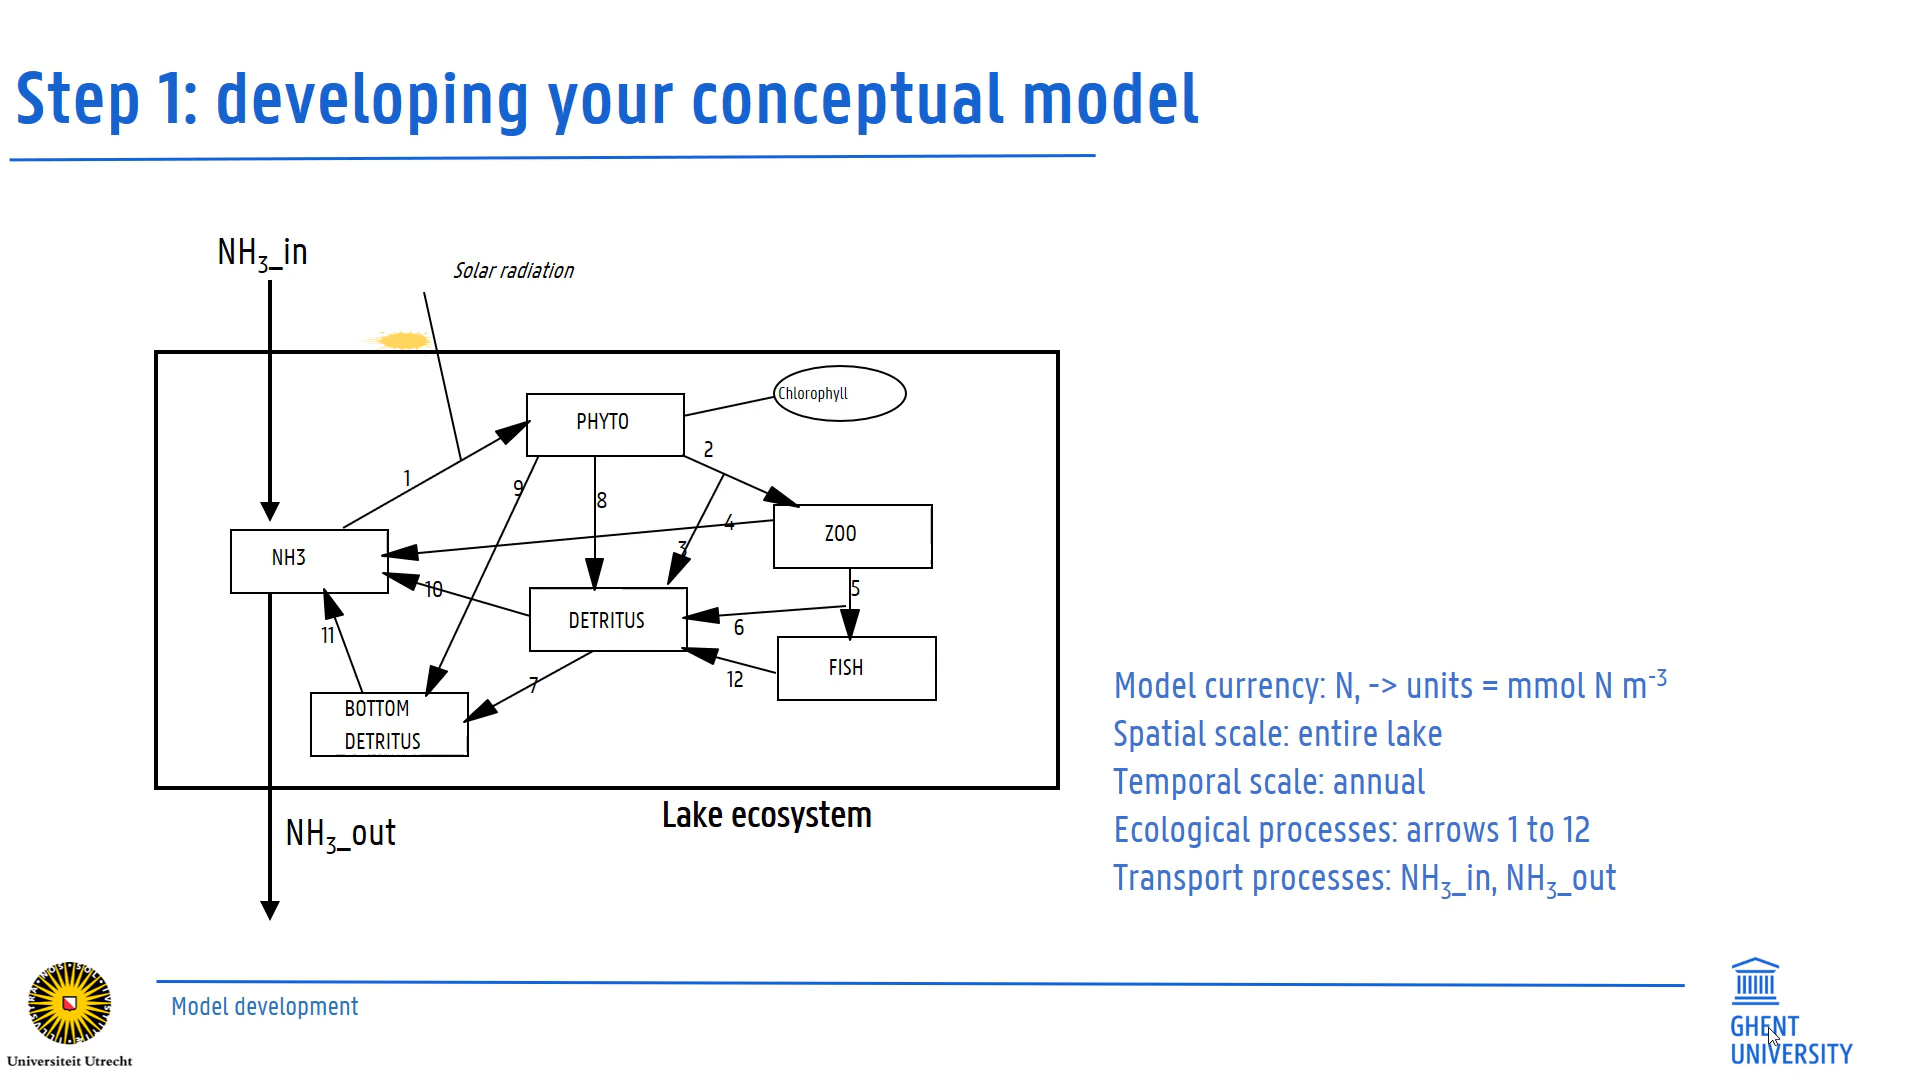 Step 1: developing your conceptual model
NH3_in
Solar radiation
Chlorophyll
PHYTO
2
1
9
8
4
ZOO
3
NH3
10
5
DETRITUS
6
11
FISH
12
7
BOTTOM
DETRITUS
Lake ecosystem
NH3_out
Model currency: N, -> units = mmol N m-3
Spatial scale: entire lake
Temporal scale: annual
Ecological processes: arrows 1 to 12
Transport processes: NH3_in, NH3_out
Model development
Universiteit Utrecht
GHENT
UNIVERSITY